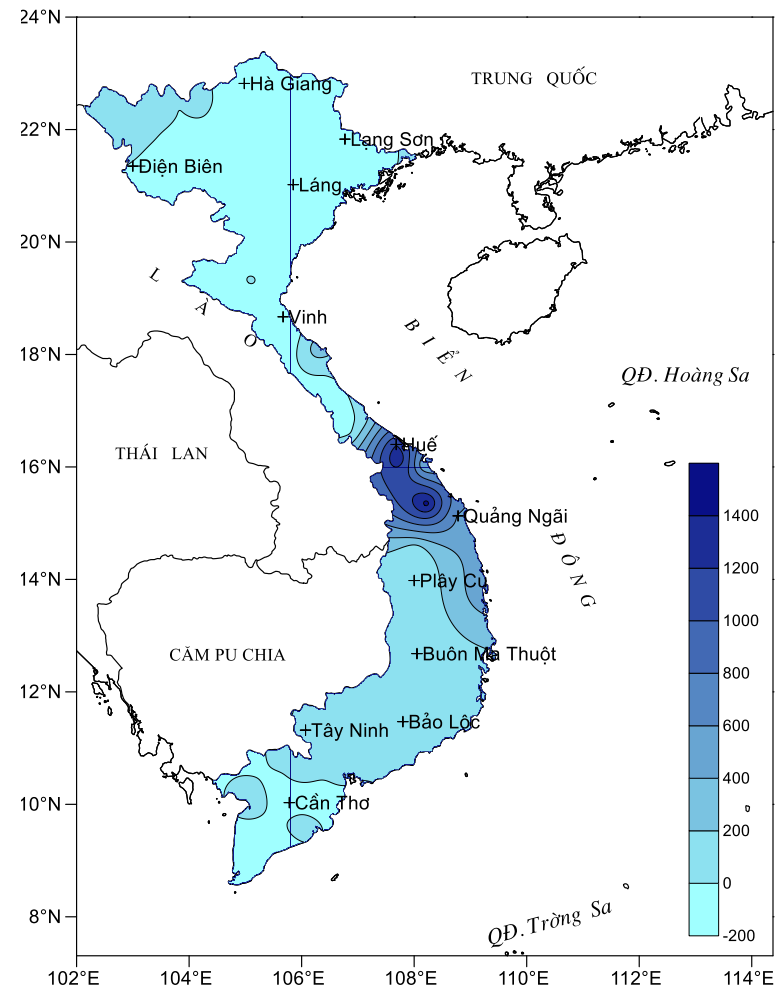 24°N
Hà Giang
TRUNG QUỐC
22°N
Lang Sơn
Điện Biên
Láng
20°N
L À O
Vinh
BIỂN
18°N
QĐ. Hoàng Sa
THÁI LAN
Huế
16°N
Quảng Ngãi
1400
ĐÔNG
1200
14°N
Plây Cu
1000
CĂM PU CHIA
Buôn Ma Thuột
800
12°N
Tây Ninh
Bảo Lộc
600
400
10°N
Cần Thơ
200
0
8°N
QĐ. Trờng Sa
-200
102°E
104°E
106°E
108°E
110°E
112°E
114°E